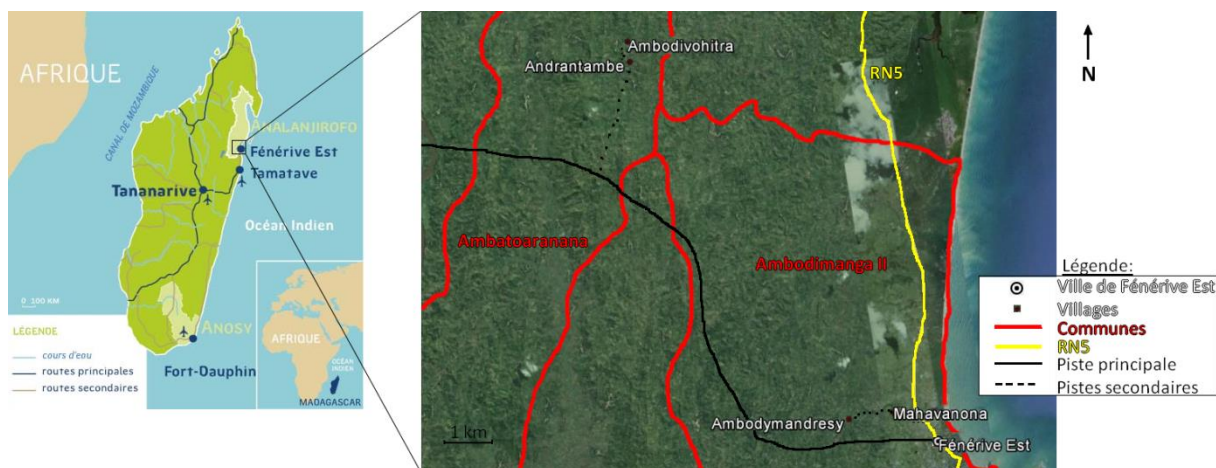 AFRIQUE
CANAL DE MOZAMBIQUE
ANALANJIROFO
Fénérive Est
Tamatave
Tananarive
Océan Indien
0 100 KM
LÉGENDE
cours d'eau
routes principales
routes secondaires
ANOSY
Fort-Dauphin
AFRIQUE
OCÉAN
INDIEN
MADAGASCAR
Ambodivohitra
Andrantambe
RN5
Ambatoaranana
Ambodimanga II
Ambodymandresy
Mahavanona
Fénérive Est
1 km
N
Légende:
Ville de Fénérive Est
Villages
Communes
RN5
Piste principale
Pistes secondaires